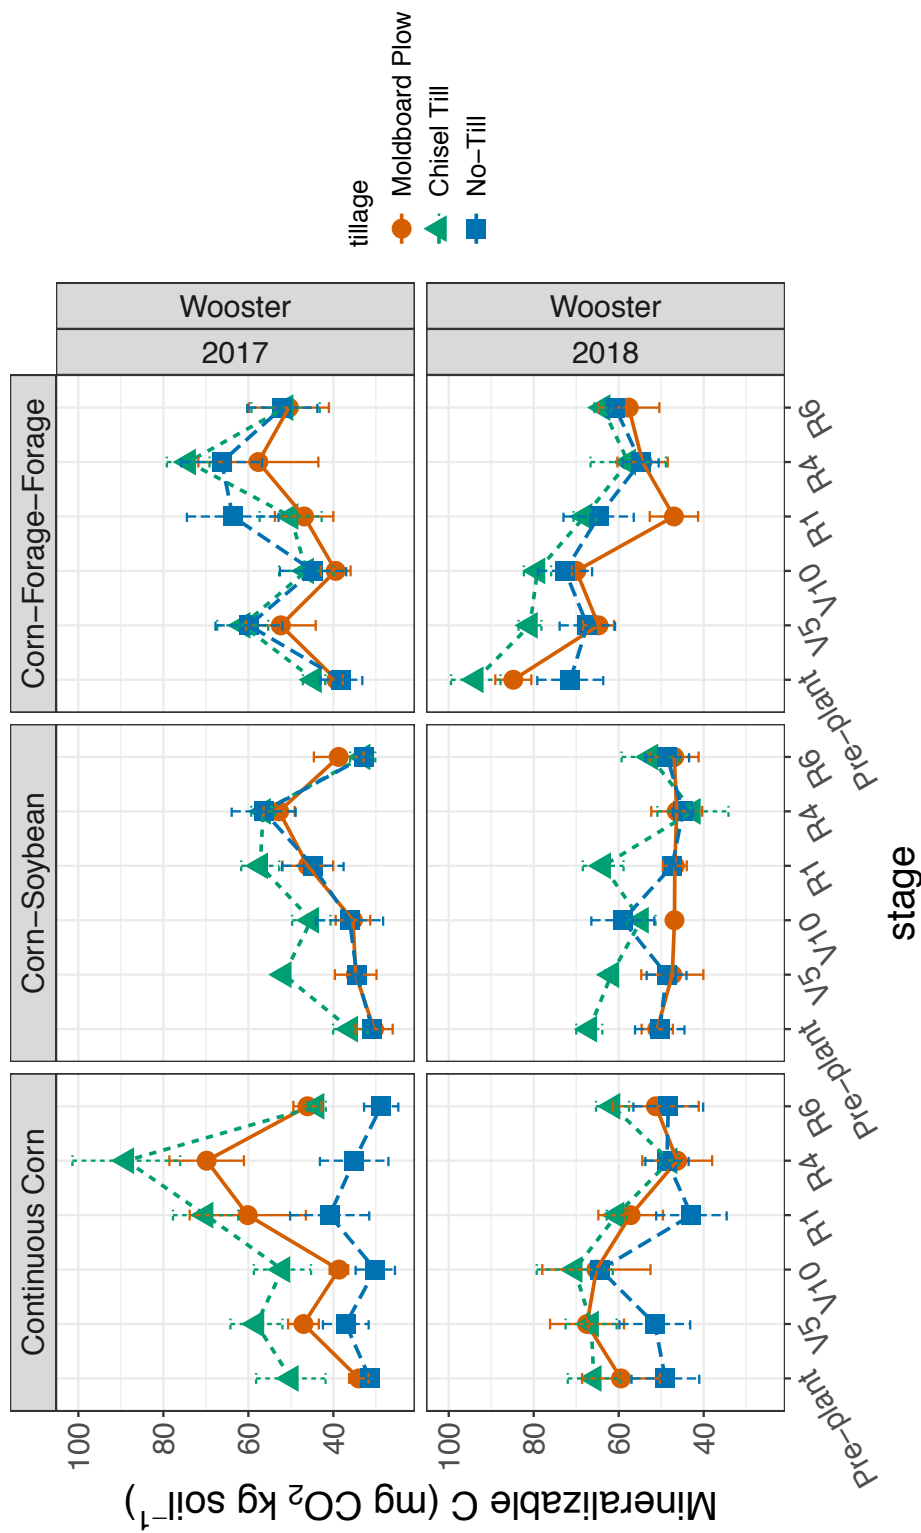 Continuous Corn
Corn−Soybean
Corn−Forage−Forage
2017
Wooster
2018
Wooster
100
80
60
40
100
80
60
40
Mineralizable C (mg CO₂ kg soil⁻¹)
Pre−plant
V5
V10
R1
R4
R6
Pre−plant
V5
V10
R1
R4
R6
Pre−plant
V5
V10
R1
R4
R6
stage
tillage
Moldboard Plow
Chisel Till
No−Till